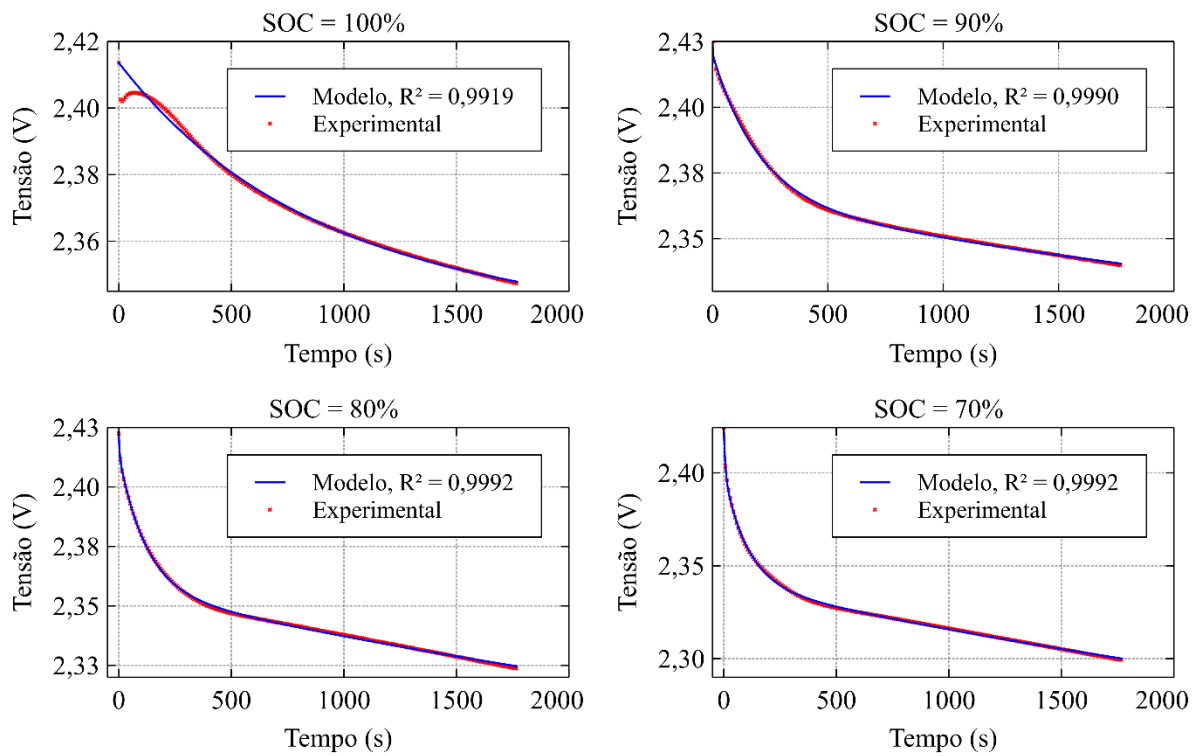 SOC = 100%
2,42
2,40
2,38
2,36
Tensão (V)
Modelo, R² = 0,9919
Experimental
0 500 1000 1500 2000
Tempo (s)
SOC = 90%
2,43
2,40
2,38
2,35
Tensão (V)
Modelo, R² = 0,9990
Experimental
0 500 1000 1500 2000
Tempo (s)
SOC = 80%
2,43
2,40
2,38
2,35
2,33
Tensão (V)
Modelo, R² = 0,9992
Experimental
0 500 1000 1500 2000
Tempo (s)
SOC = 70%
2,40
2,35
2,30
Tensão (V)
Modelo, R² = 0,9992
Experimental
0 500 1000 1500 2000
Tempo (s)